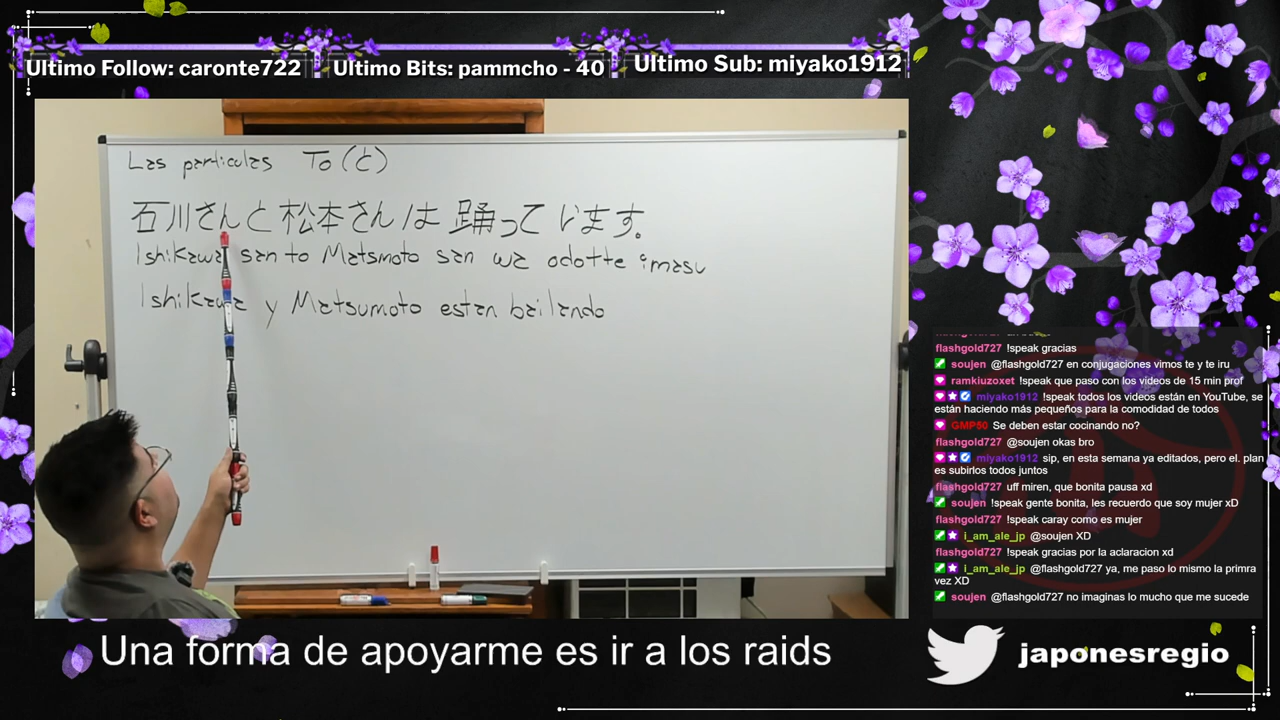 Ultimo Follow: caronte722
Ultimo Bits: pammcho - 40
Ultimo Sub: miyako1912
Las particulas To (と)
石川さんと松本さんは踊っています。
Ishikawa san to Matsmoto san wa odotte imasu
Ishikawa y Matsumoto estan bailando
flashgold727 !speak gracias
soujen @flashgold727 en conjugaciones vimos te y te iru
ramkiuzoxet !speak que paso con los vídeos de 15 min prof
miyako1912 !speak todos los videos están en YouTube, se
están haciendo más pequeños para la comodidad de todos
GMP50 Se deben estar cocinando no?
flashgold727 @soujen okas bro
miyako1912 sip, en esta semana ya editados, pero el. plan
es subirlos todos juntos
flashgold727 uff miren, que bonita pausa xd
soujen !speak gente bonita, les recuerdo que soy mujer xD
flashgold727 !speak caray como es mujer
i_am_ale_jp @soujen XD
flashgold727 !speak gracias por la aclaracion xd
i_am_ale_jp @flashgold727 ya, me paso lo mismo la primra
vez XD
soujen @flashgold727 no imaginas lo mucho que me sucede
Una forma de apoyarme es ir a los raids
japonesregio